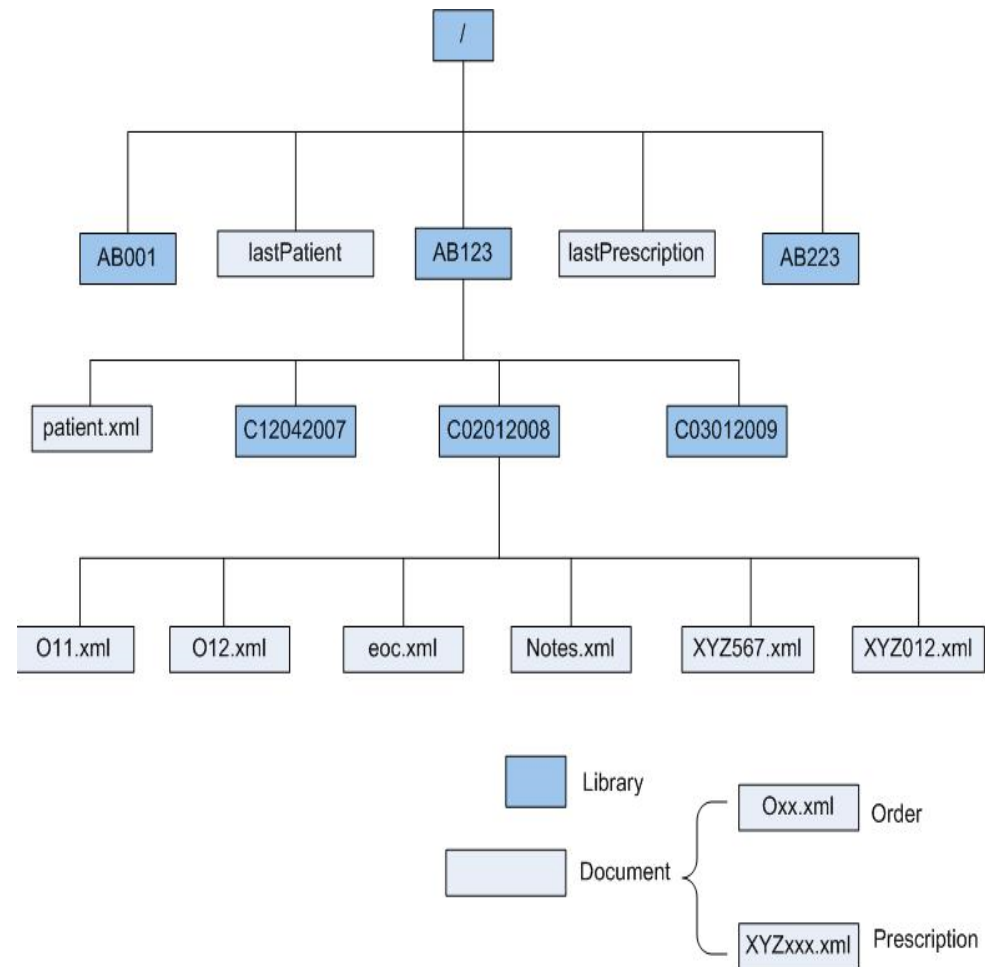 /
AB001
lastPatient
AB123
lastPrescription
AB223
patient.xml
C12042007
C02012008
C03012009
O11.xml
O12.xml
eoc.xml
Notes.xml
XYZ567.xml
XYZ012.xml
Library
Oxx.xml
Order
Document
XYZxxx.xml
Prescription